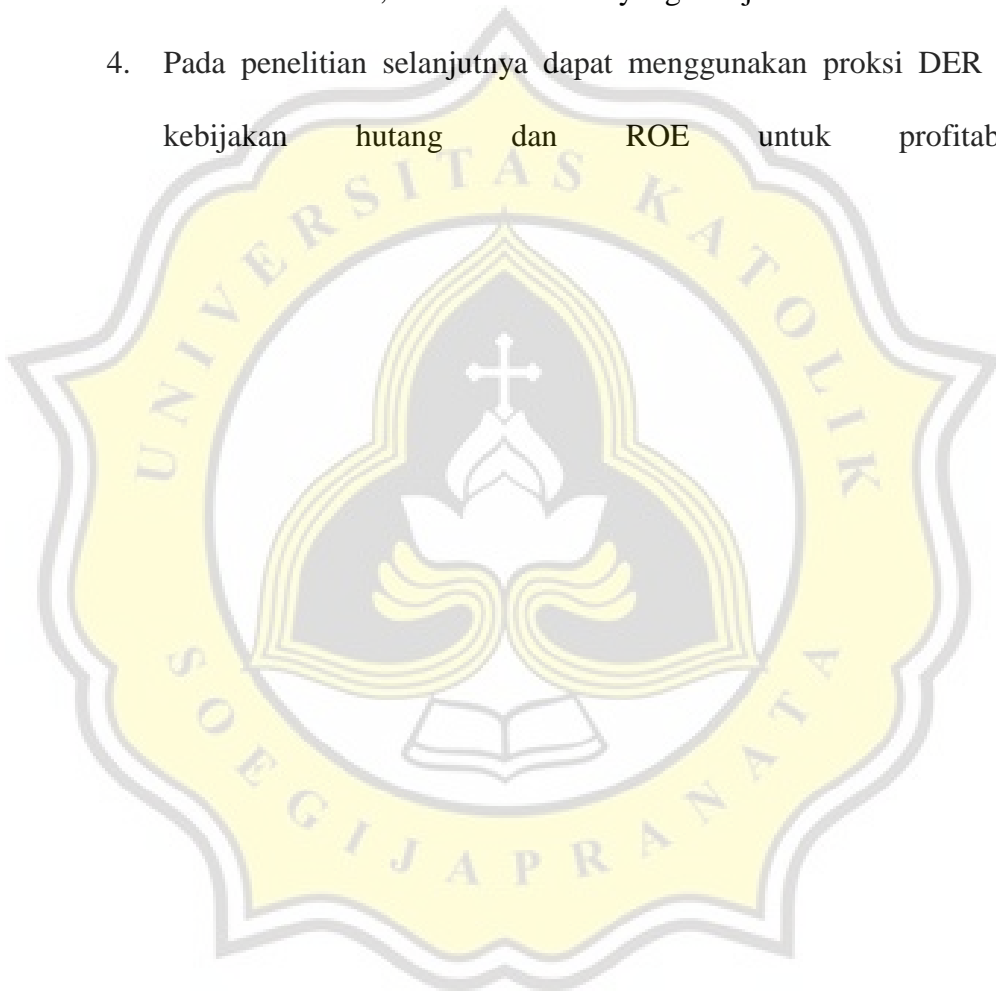 4. Pada penelitian selanjutnya dapat menggunakan proksi DER
kebijakan hutang dan ROE untuk
UNIVERSITAS KATOLIK
SOEGIJAPRANATA